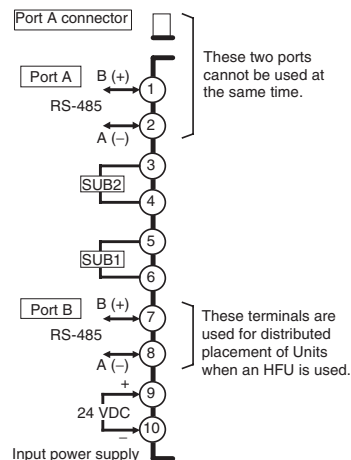 Port A connector
These two ports
cannot be used at
the same time.
Port A
B (+)
1
RS-485
2
A (−)
3
SUB2
4
5
SUB1
6
Port B
B (+)
7
RS-485
8
A (−)
These terminals are
used for distributed
placement of Units
when an HFU is used.
+
9
24 VDC
−
10
Input power supply